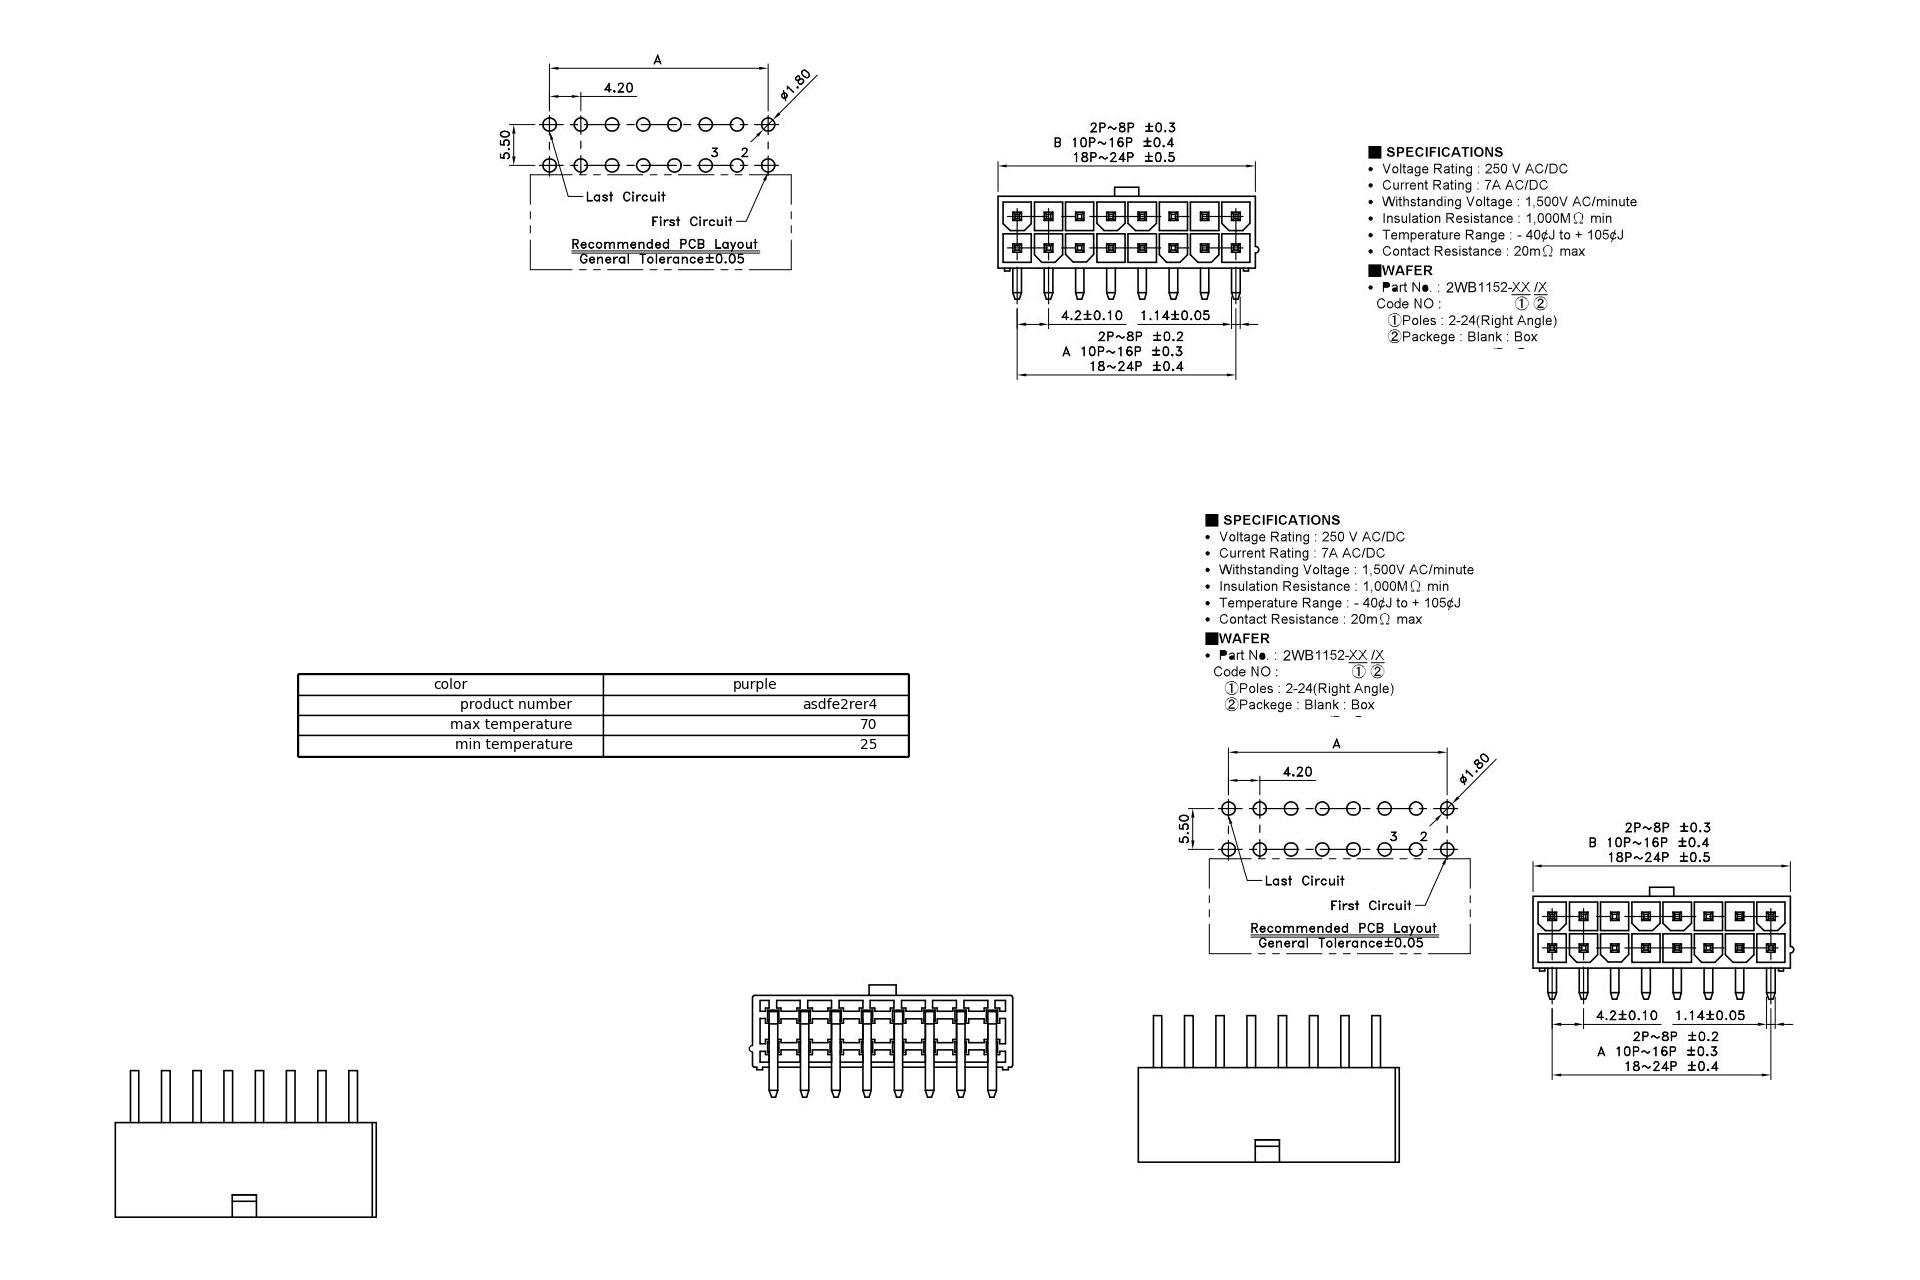 A
4.20
ø1.80
5.50
3 2
Last Circuit
First Circuit
Recommended PCB Layout
General Tolerance±0.05
2P~8P ±0.3
B 10P~16P ±0.4
18P~24P ±0.5
4.2±0.10 1.14±0.05
2P~8P ±0.2
A 10P~16P ±0.3
18~24P ±0.4
■ SPECIFICATIONS
• Voltage Rating : 250 V AC/DC
• Current Rating : 7A AC/DC
• Withstanding Voltage : 1,500V AC/minute
• Insulation Resistance : 1,000MΩ min
• Temperature Range : - 40¢J to + 105¢J
• Contact Resistance : 20mΩ max
■WAFER
• Part No. : 2WB1152-XX /X
Code NO : ① ②
①Poles : 2-24(Right Angle)
②Packege : Blank : Box
■ SPECIFICATIONS
• Voltage Rating : 250 V AC/DC
• Current Rating : 7A AC/DC
• Withstanding Voltage : 1,500V AC/minute
• Insulation Resistance : 1,000MΩ min
• Temperature Range : - 40¢J to + 105¢J
• Contact Resistance : 20mΩ max
■WAFER
• Part No. : 2WB1152-XX /X
Code NO : ① ②
①Poles : 2-24(Right Angle)
②Packege : Blank : Box
color purple
product number asdfe2rer4
max temperature 70
min temperature 25
A
4.20
ø1.80
5.50
3 2
Last Circuit
First Circuit
Recommended PCB Layout
General Tolerance±0.05
2P~8P ±0.3
B 10P~16P ±0.4
18P~24P ±0.5
4.2±0.10 1.14±0.05
2P~8P ±0.2
A 10P~16P ±0.3
18~24P ±0.4